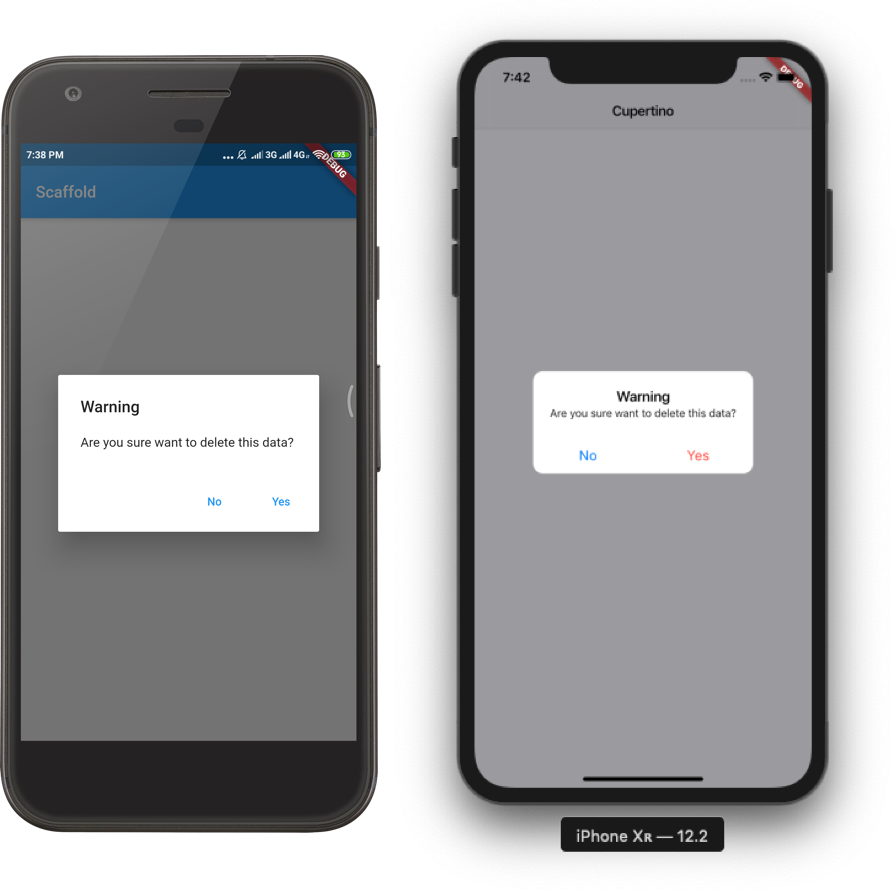 7:38 PM
... 3G 4G 93
DEBUG
Scaffold
Warning
Are you sure want to delete this data?
No Yes
7:42
DEBUG
Cupertino
Warning
Are you sure want to delete this data?
No Yes
iPhone Xʀ — 12.2